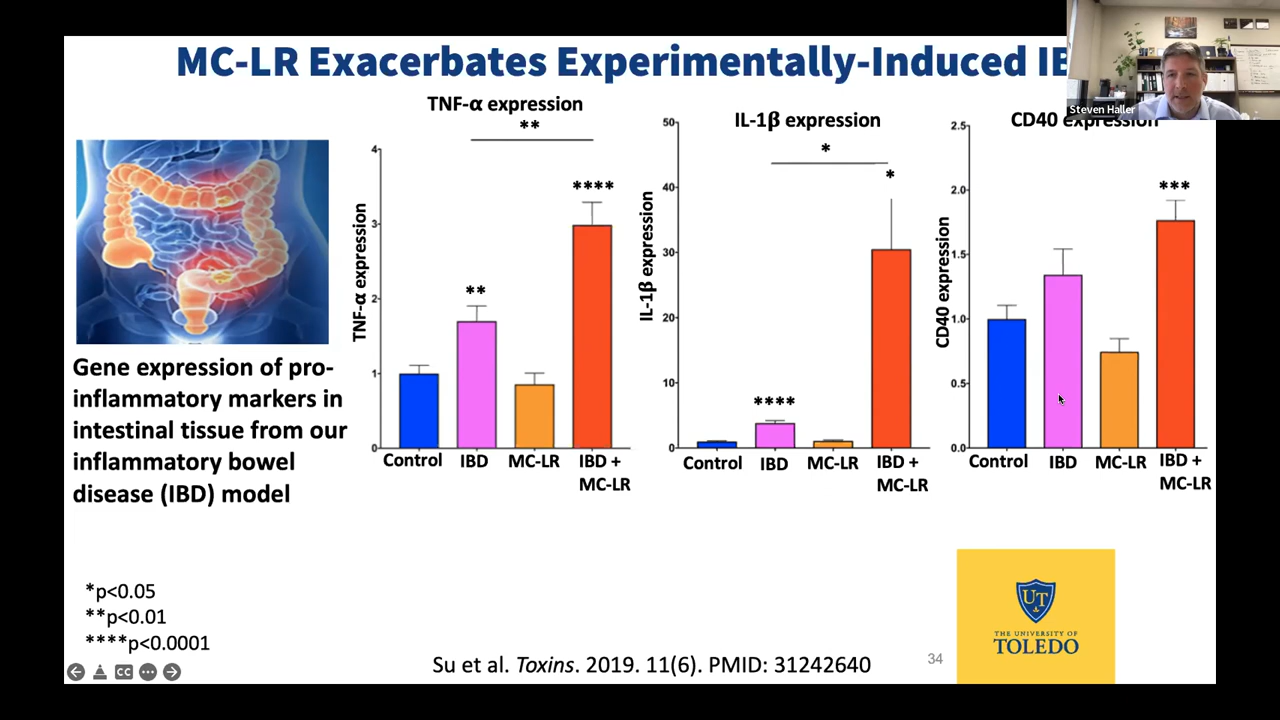 MC-LR Exacerbates Experimentally-Induced IB
Steven Haller
TNF-α expression
**
4
3
2
1
0
TNF-α expression
**
****
Control
IBD
MC-LR
IBD +
MC-LR
IL-1β expression
*
50
40
30
20
10
0
IL-1β expression
****
*
Control
IBD
MC-LR
IBD +
MC-LR
CD40 expression
2.5
2.0
1.5
1.0
0.5
0.0
CD40 expression
***
Control
IBD
MC-LR
IBD +
MC-LR
Gene expression of pro-
inflammatory markers in
intestinal tissue from our
inflammatory bowel
disease (IBD) model
*p<0.05
**p<0.01
****p<0.0001
CC
Su et al. Toxins. 2019. 11(6). PMID: 31242640
34
UT
THE UNIVERSITY OF
TOLEDO